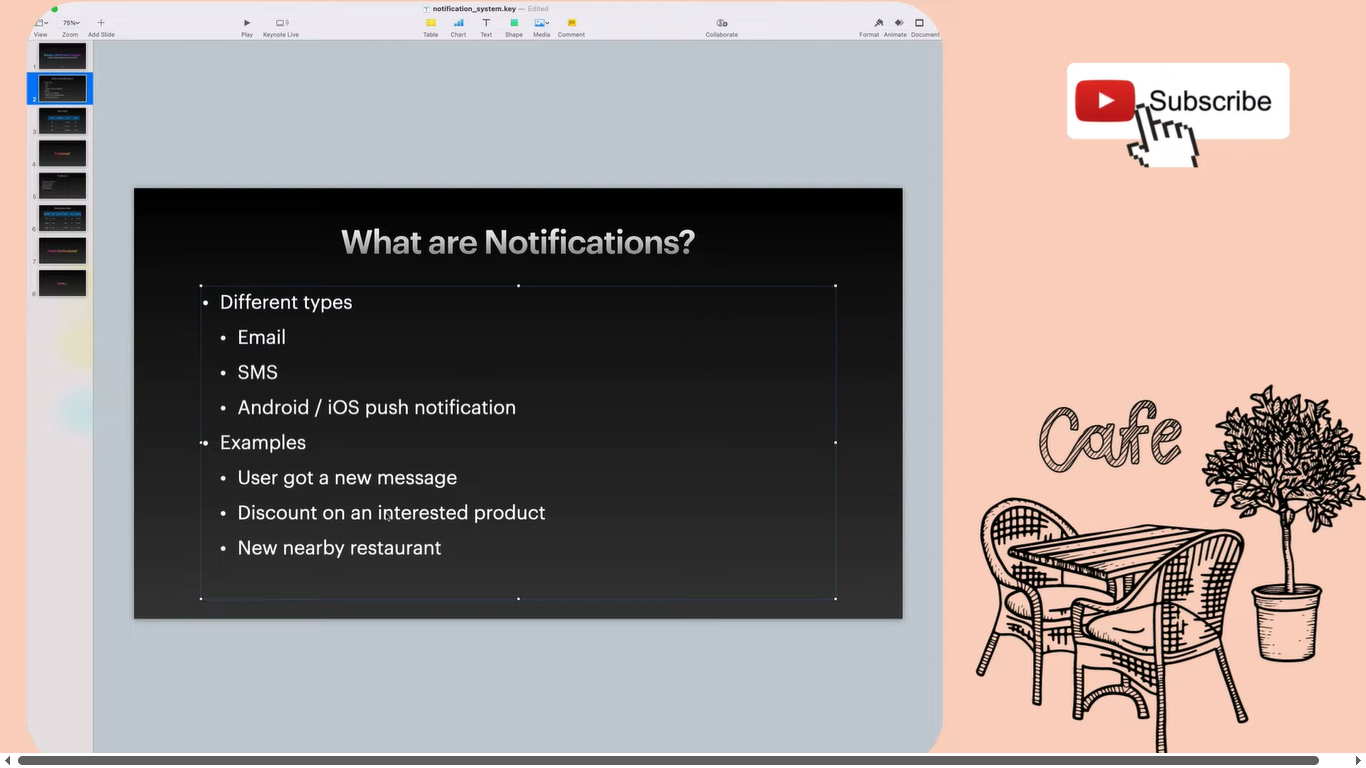 notification_system.key — Edited
75%
View
Zoom
Add Slide
Play
Keynote Live
Table
Chart
Text
Shape
Media
Comment
Collaborate
Format
Animate
Document
1
2
3
4
5
6
7
8
What are Notifications?
• Different types
• Email
• SMS
• Android / iOS push notification
• Examples
• User got a new message
• Discount on an interested product
• New nearby restaurant
Subscribe
Cafe